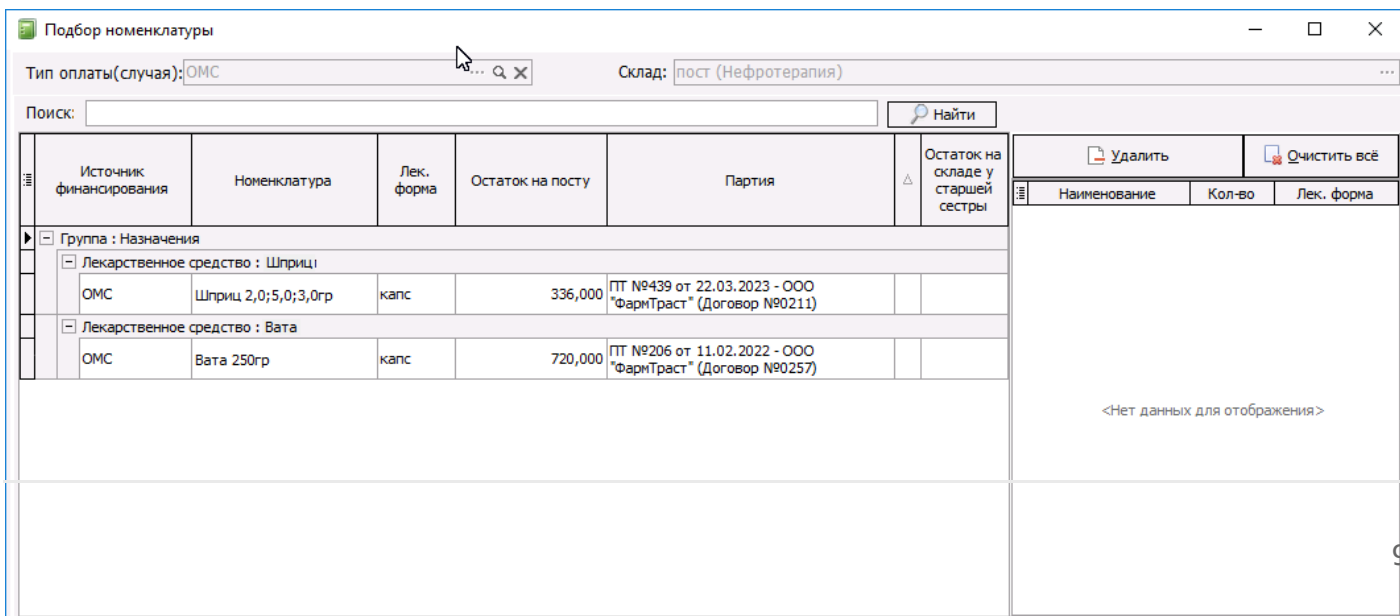 Подбор номенклатуры
Тип оплаты(случая): ОМС ... Склад: пост (Нефротерапия) ...
Поиск: Найти
Источник финансирования
Номенклатура
Лек. форма
Остаток на посту
Партия
Остаток на складе у старшей сестры
Удалить
Очистить всё
Наименование Кол-во Лек. форма
Группа : Назначения
Лекарственное средство : Шприц
ОМС Шприц 2,0;5,0;3,0гр капс 336,000 ПТ №439 от 22.03.2023 - ООО
"ФармТраст" (Договор №0211)
Лекарственное средство : Вата
ОМС Вата 250гр капс 720,000 ПТ №206 от 11.02.2022 - ООО
"ФармТраст" (Договор №0257)
<Нет данных для отображения>